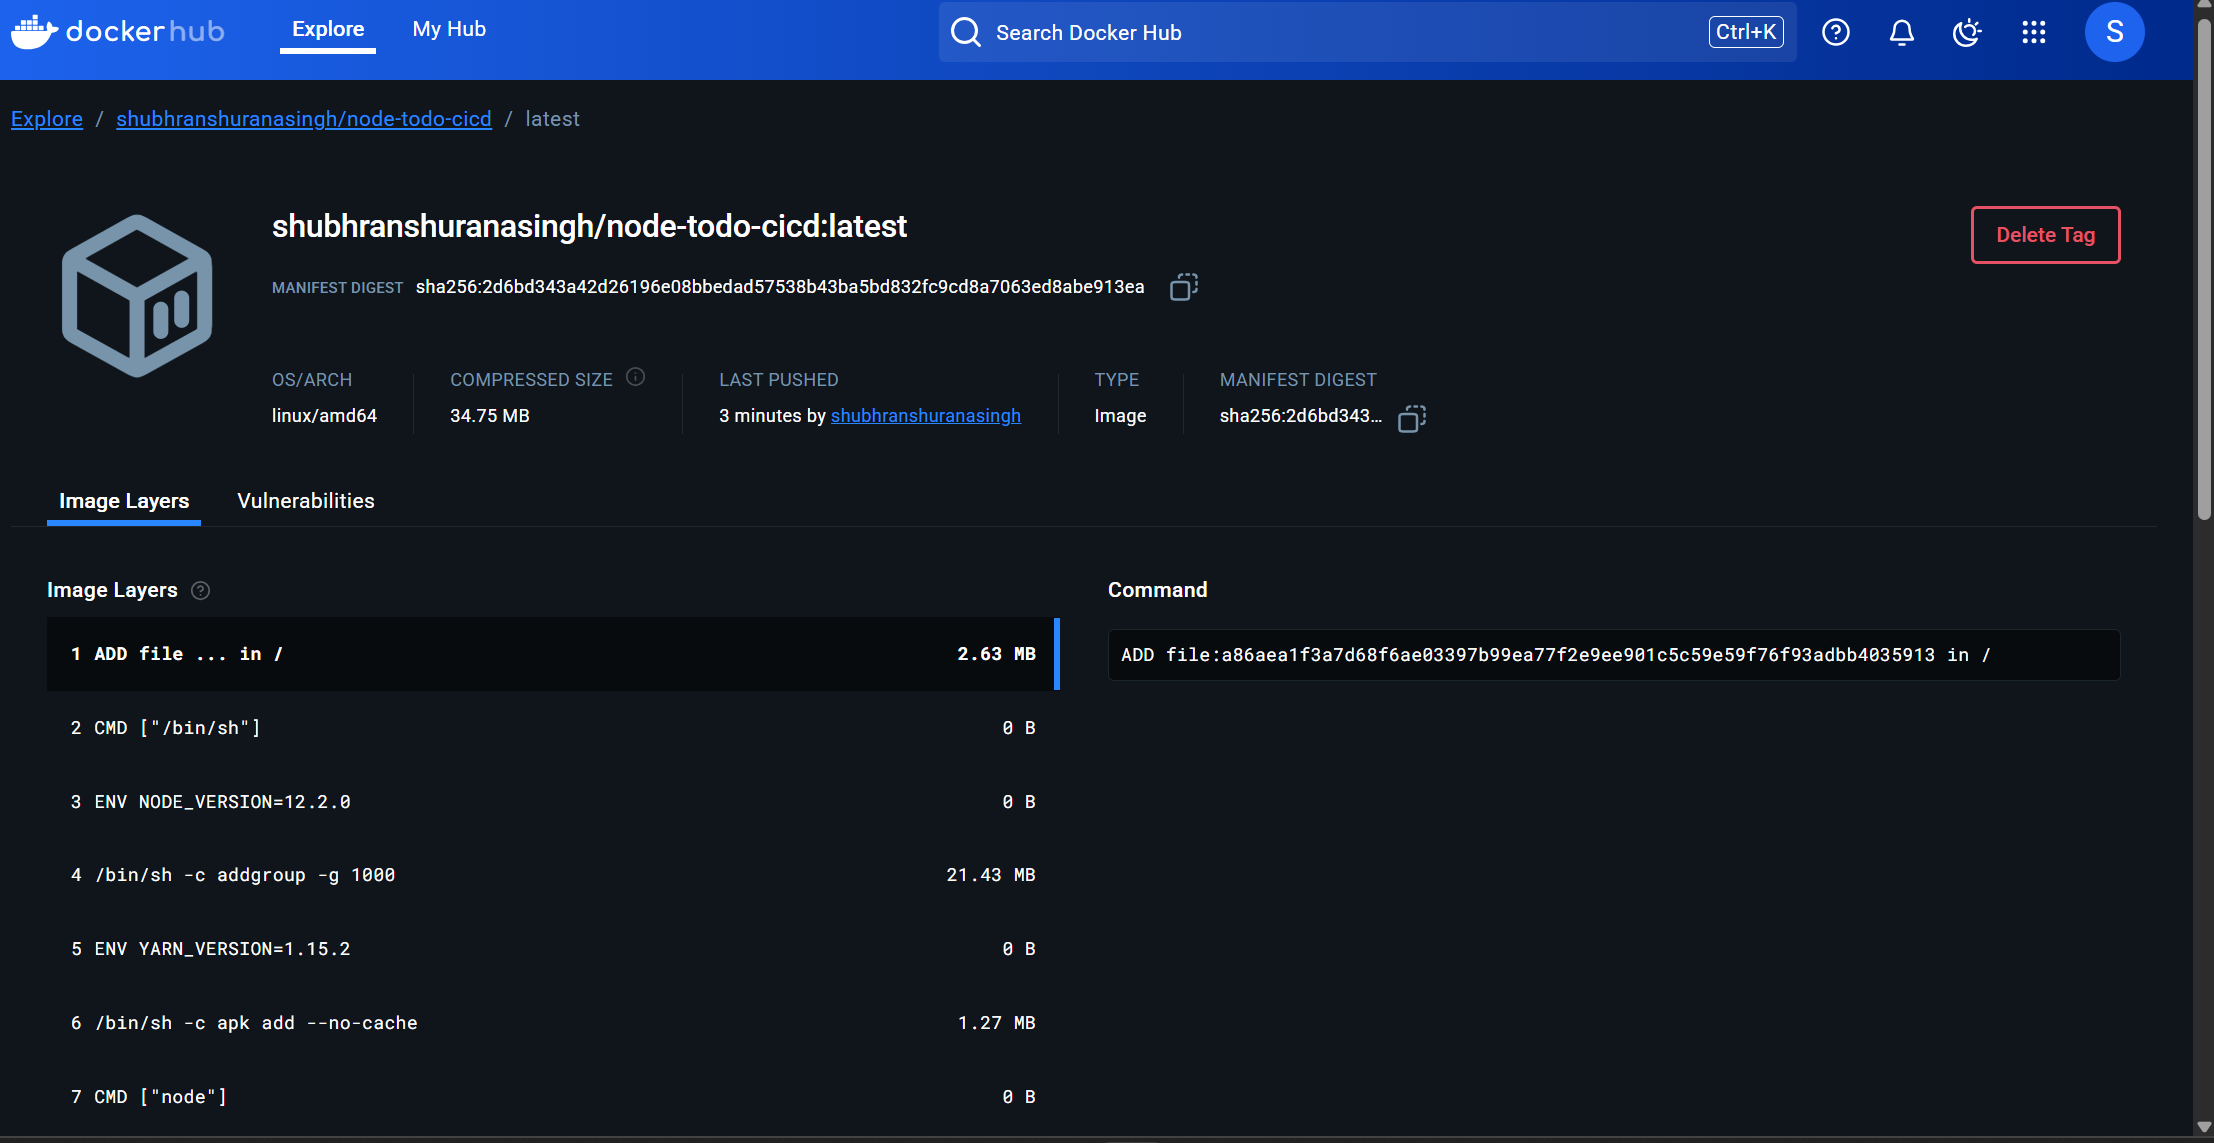 dockerhub Explore My Hub Search Docker Hub Ctrl+K S
Explore / shubhranshuranasingh/node-todo-cicd / latest
shubhranshuranasingh/node-todo-cicd:latest
Delete Tag
MANIFEST DIGEST sha256:2d6bd343a42d26196e08bbedad57538b43ba5bd832fc9cd8a7063ed8abe913ea
OS/ARCH COMPRESSED SIZE LAST PUSHED TYPE MANIFEST DIGEST
linux/amd64 34.75 MB 3 minutes by shubhranshuranasingh Image sha256:2d6bd343...
Image Layers Vulnerabilities
Image Layers Command
1 ADD file ... in / 2.63 MB
ADD file:a86aea1f3a7d68f6ae03397b99ea77f2e9ee901c5c59e59f76f93adbb4035913 in /
2 CMD ["/bin/sh"] 0 B
3 ENV NODE_VERSION=12.2.0 0 B
4 /bin/sh -c addgroup -g 1000 21.43 MB
5 ENV YARN_VERSION=1.15.2 0 B
6 /bin/sh -c apk add --no-cache 1.27 MB
7 CMD ["node"] 0 B